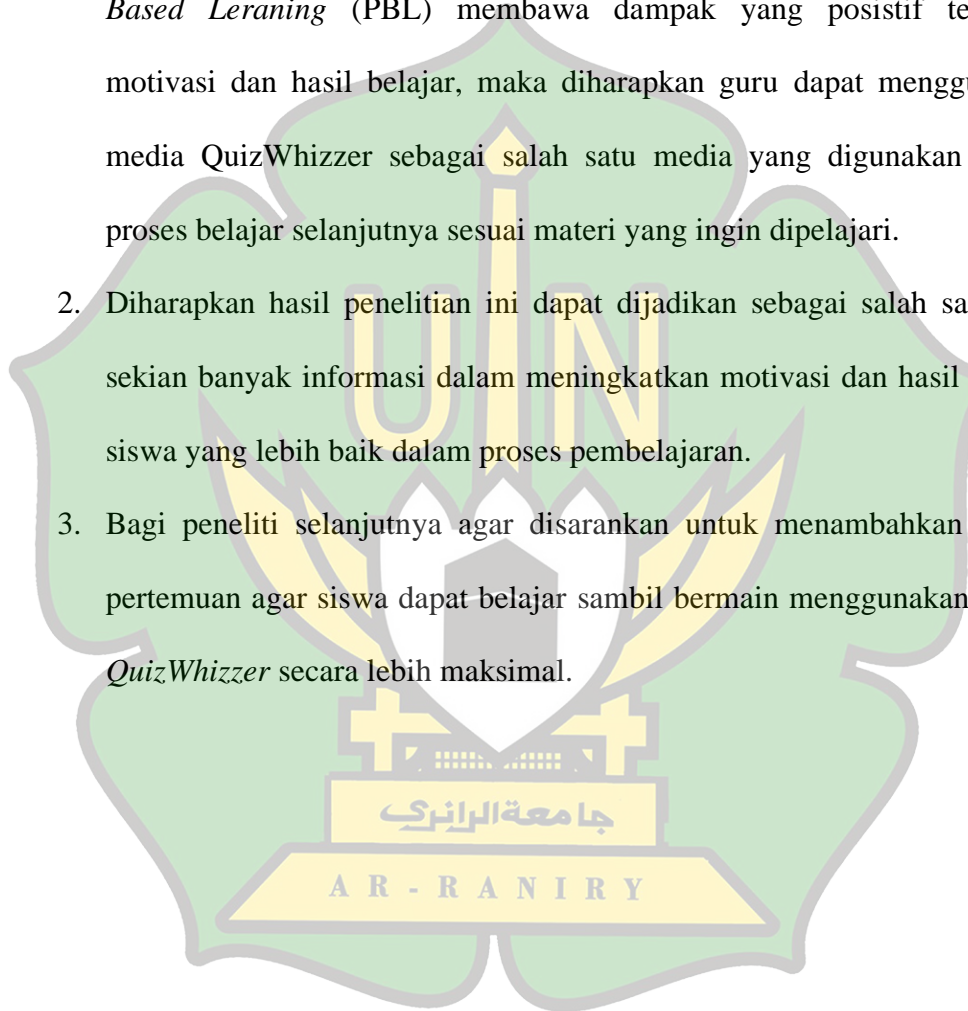 Based Leraning (PBL) membawa dampak yang posistif te
motivasi dan hasil belajar, maka diharapkan guru dapat menggu
media QuizWhizzer sebagai salah satu media yang digunakan
proses belajar selanjutnya sesuai materi yang ingin dipelajari.
2. Diharapkan hasil penelitian ini dapat dijadikan sebagai salah sa
sekian banyak informasi dalam meningkatkan motivasi dan hasil
siswa yang lebih baik dalam proses pembelajaran.
3. Bagi peneliti selanjutnya agar disarankan untuk menambahkan
pertemuan agar siswa dapat belajar sambil bermain menggunakan
QuizWhizzer secara lebih maksimal.
UIN
جامعةالرانري
AR-RANIRY